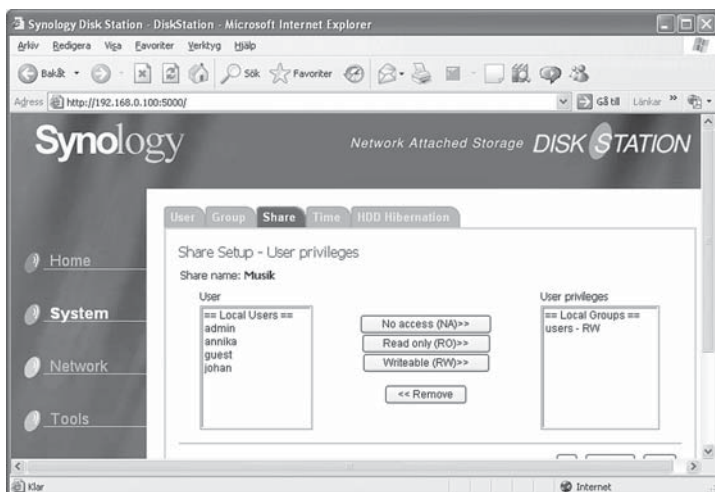 Synology Disk Station - DiskStation - Microsoft Internet Explorer
Arkiv Redigera Visa Favoriter Verktyg Hjälp
Bakåt Sök Favoriter
Adress http://192.168.0.100:5000/ Gå till Länkar »
Synology Network Attached Storage DISK STATION
User Group Share Time HDD Hibernation
Share Setup - User privileges
Share name: Musik
User User privileges
== Local Users == == Local Groups ==
admin users - RW
annika
guest
johan
No access (NA)>>
Read only (RO)>>
Writeable (RW)>>
<< Remove
Home
System
Network
Tools
Klar Internet